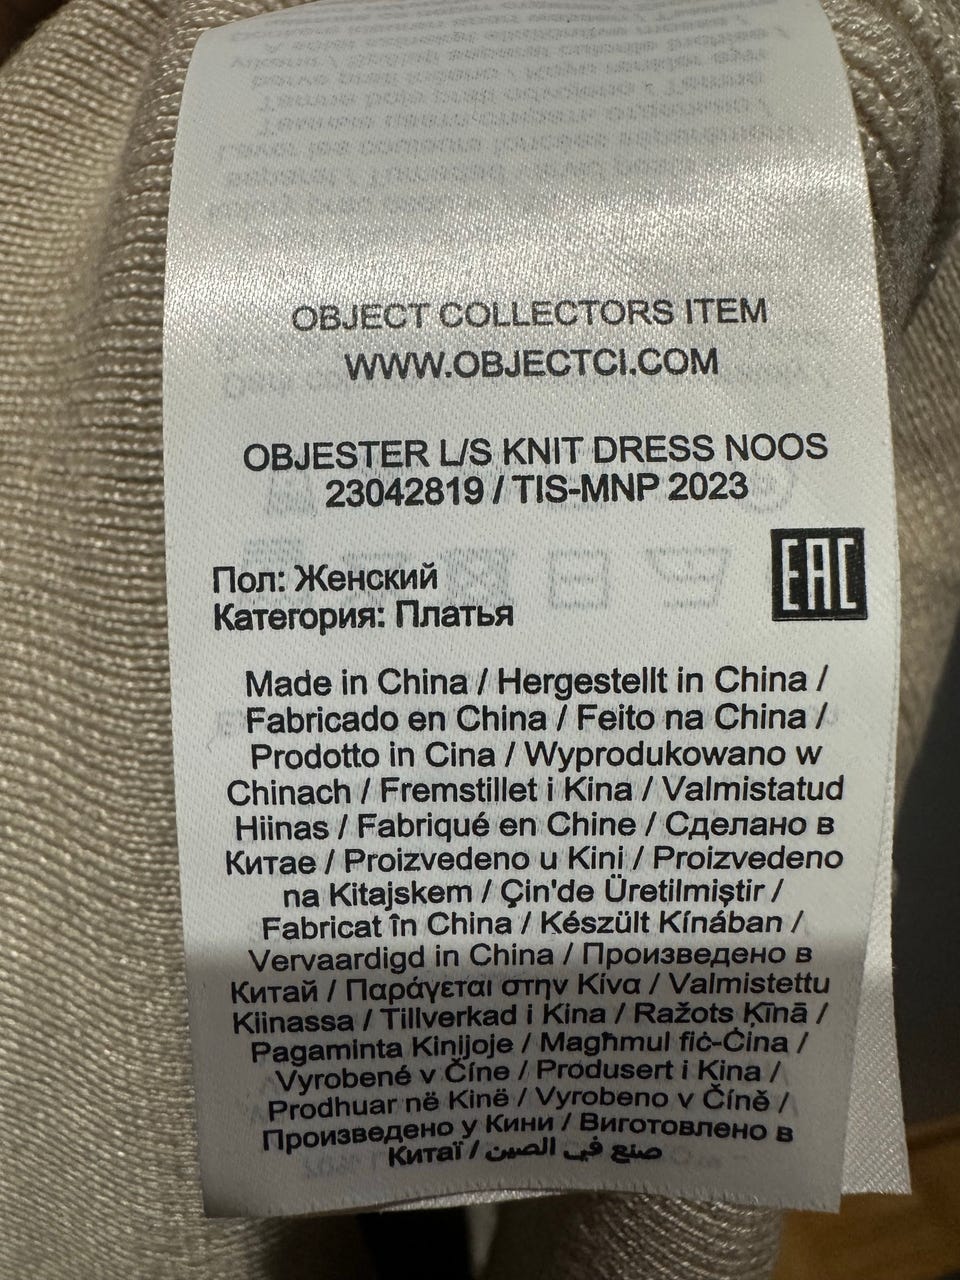 OBJECT COLLECTORS ITEM
WWW.OBJECTCI.COM
OBJESTER L/S KNIT DRESS NOOS
23042819 / TIS-MNP 2023
EAC
Пол: Женский
Категория: Платья
Made in China / Hergestellt in China /
Fabricado en China / Feito na China /
Prodotto in Cina / Wyprodukowano w
Chinach / Fremstillet i Kina / Valmistatud
Hiinas / Fabriqué en Chine / Сделано в
Китае / Proizvedeno u Kini / Proizvedeno
na Kitajskem / Çin'de Üretilmiştir /
Fabricat în China / Készült Kínában /
Vervaardigd in China / Произведено в
Китай / Παράγεται στην Κίνα / Valmistettu
Kiinassa / Tillverkad i Kina / Ražots Ķīnā /
Pagaminta Kinijoje / Magħmul fiċ-Ċina /
Vyrobené v Číne / Produsert i Kina /
Prodhuar në Kinë / Vyrobeno v Číně /
Произведено у Кини / Виготовлено в
Китаї / صنع في الصين